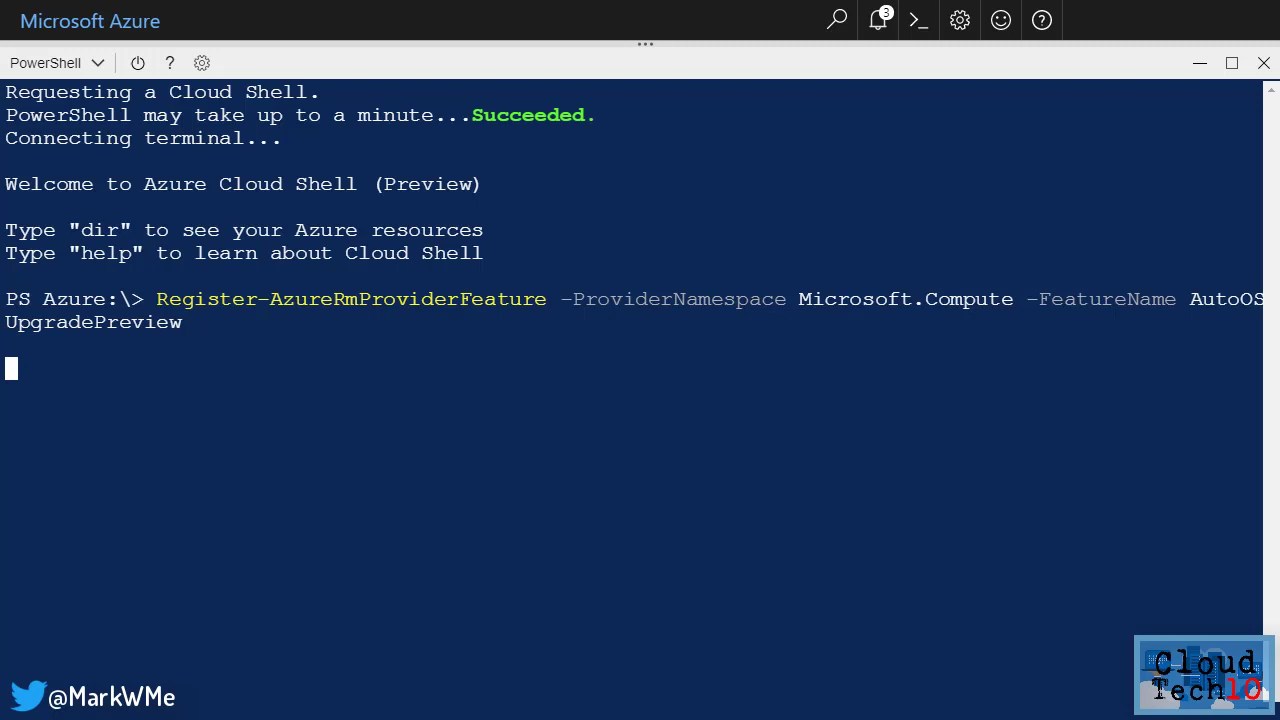 Microsoft Azure
3
PowerShell
?
Requesting a Cloud Shell.
PowerShell may take up to a minute...Succeeded.
Connecting terminal...
Welcome to Azure Cloud Shell (Preview)
Type "dir" to see your Azure resources
Type "help" to learn about Cloud Shell
PS Azure:\> Register-AzureRmProviderFeature -ProviderNamespace Microsoft.Compute -FeatureName AutoOS
UpgradePreview
@MarkWMe
Cloud
Tech10